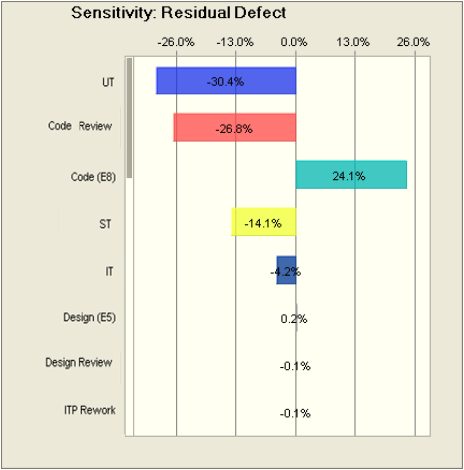 Sensitivity: Residual Defect
-26.0% -13.0% 0.0% 13.0% 26.0%
UT -30.4%
Code Review -26.8%
Code (E8) 24.1%
ST -14.1%
IT -4.2%
Design (E5) 0.2%
Design Review -0.1%
ITP Rework -0.1%